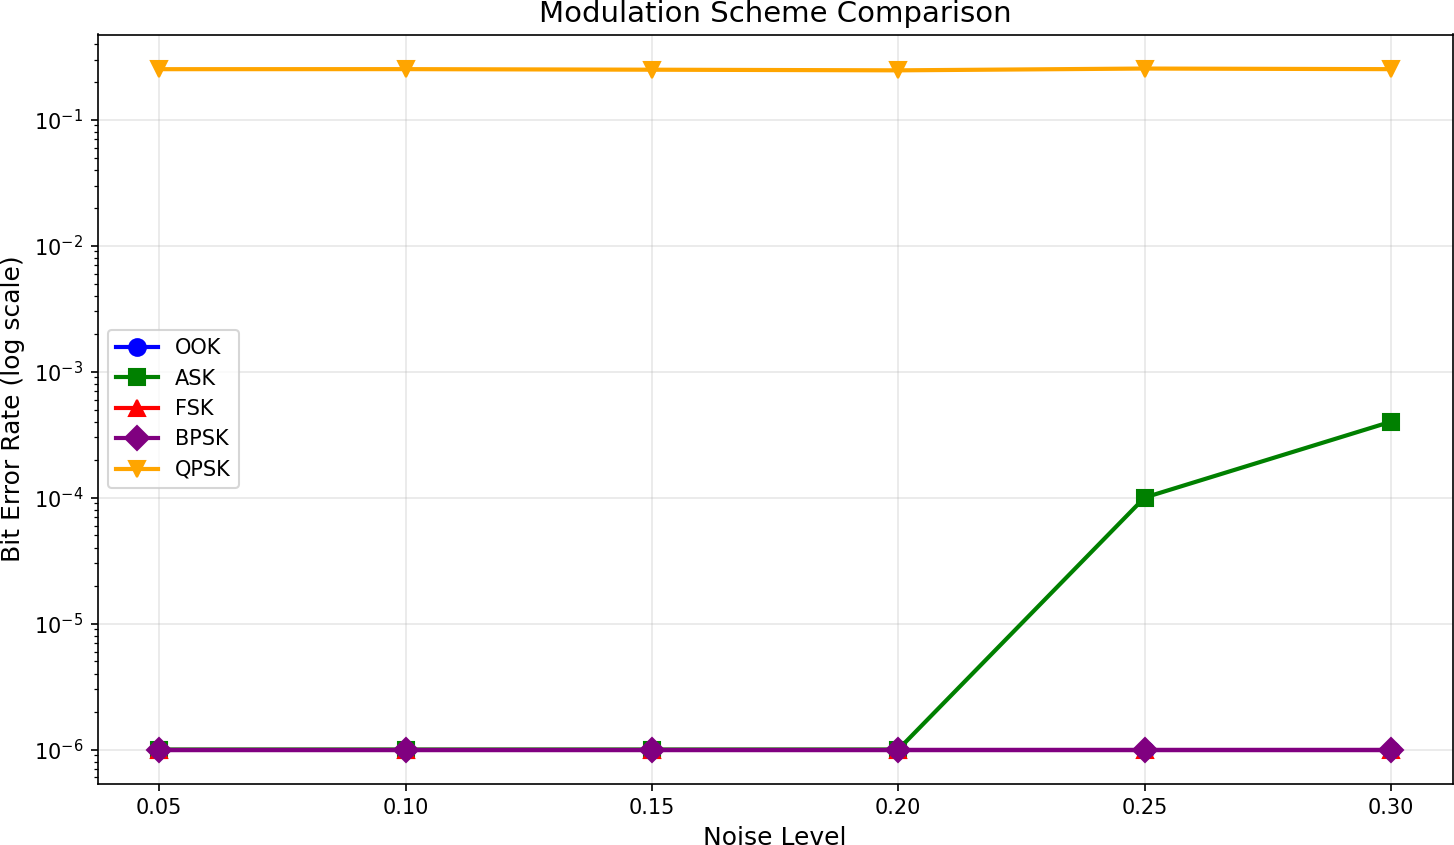 Modulation Scheme Comparison
Bit Error Rate (log scale)
10⁻¹
10⁻²
10⁻³
10⁻⁴
10⁻⁵
10⁻⁶
OOK
ASK
FSK
BPSK
QPSK
0.05 0.10 0.15 0.20 0.25 0.30
Noise Level